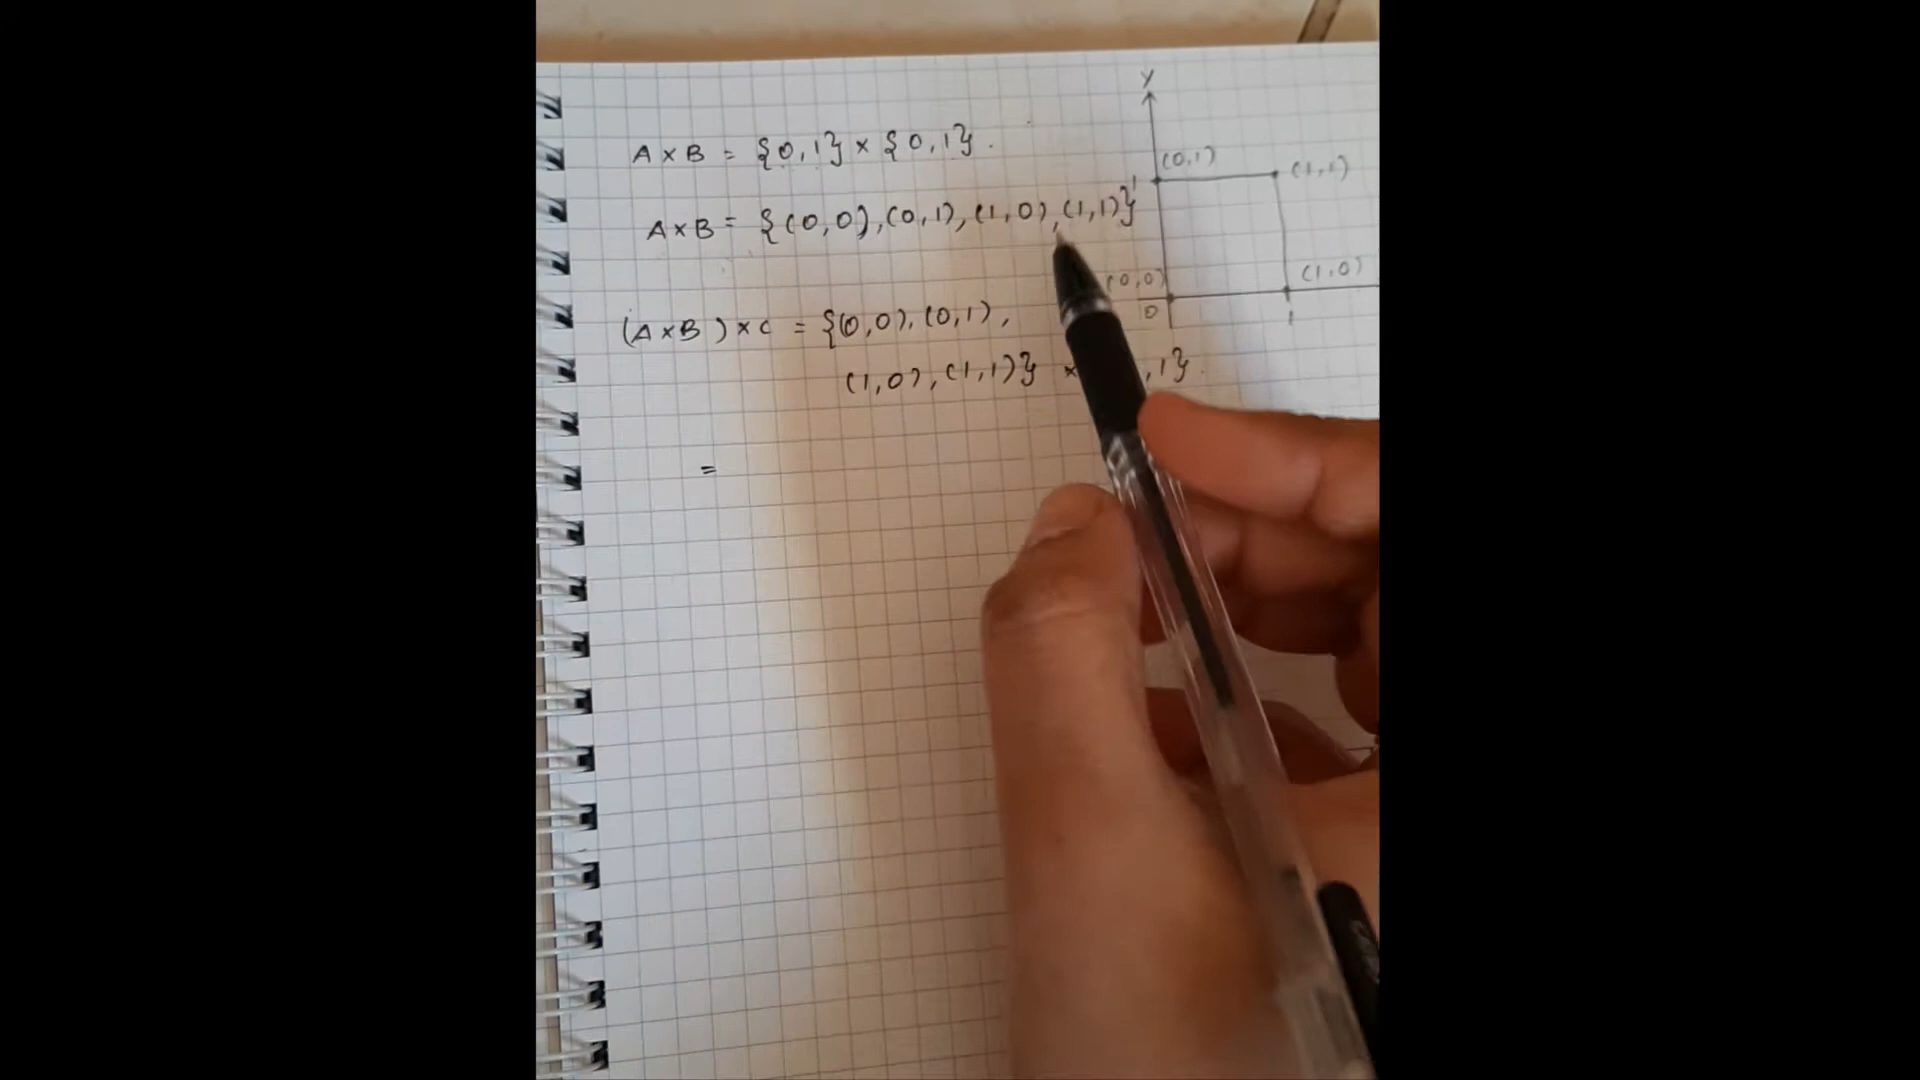 A × B = {0, 1} × {0, 1}.
A × B = {(0, 0), (0, 1), (1, 0), (1, 1)}
(A × B) × C = {(0, 0), (0, 1),
(1, 0), (1, 1)} × , 1}.
=
Y
(0, 1)
(1, 1)
1
(0, 0)
(1, 0)
0
1